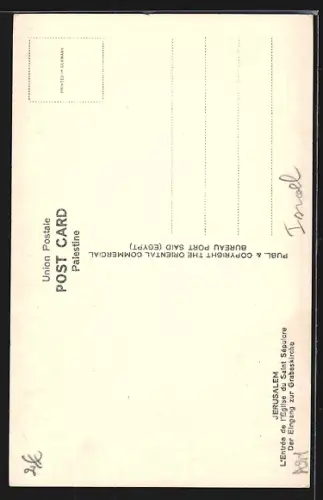 PRINTED IN GERMANY
Union Postale
POST CARD
Palestine
PUBL. & COPYRIGHT THE ORIENTAL COMMERCIAL
BUREAU PORT SAID (EGYPT)
JERUSALEM
L'Entrée de l'Eglise du Saint Sépulcre
Der Eingang zur Grabeskirche
Israel